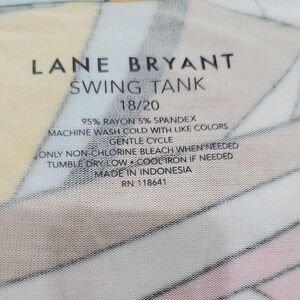 LANE BRYANT
SWING TANK
18/20
95% RAYON 5% SPANDEX
MACHINE WASH COLD WITH LIKE COLORS
GENTLE CYCLE
ONLY NON-CHLORINE BLEACH WHEN NEEDED
TUMBLE DRY LOW • COOL IRON IF NEEDED
MADE IN INDONESIA
RN 118641